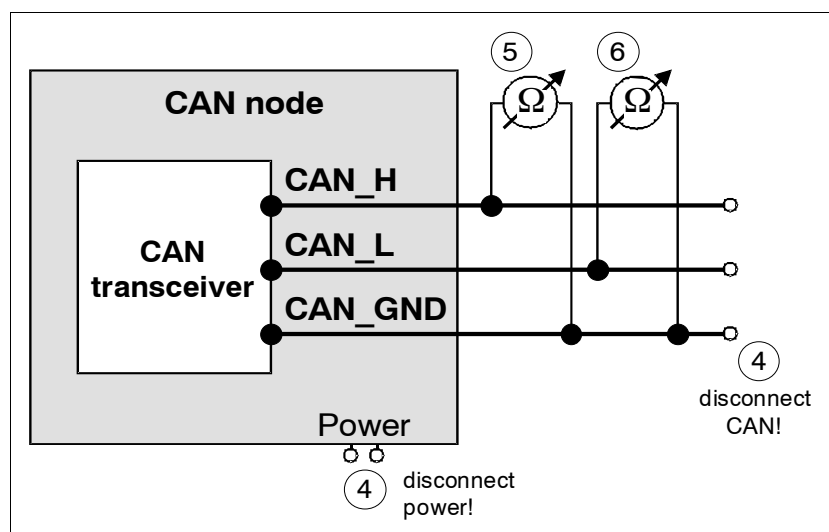 5
6
Ω
Ω
CAN node
CAN_H
CAN
transceiver
CAN_L
CAN_GND
4
disconnect
CAN!
Power
4
disconnect
power!